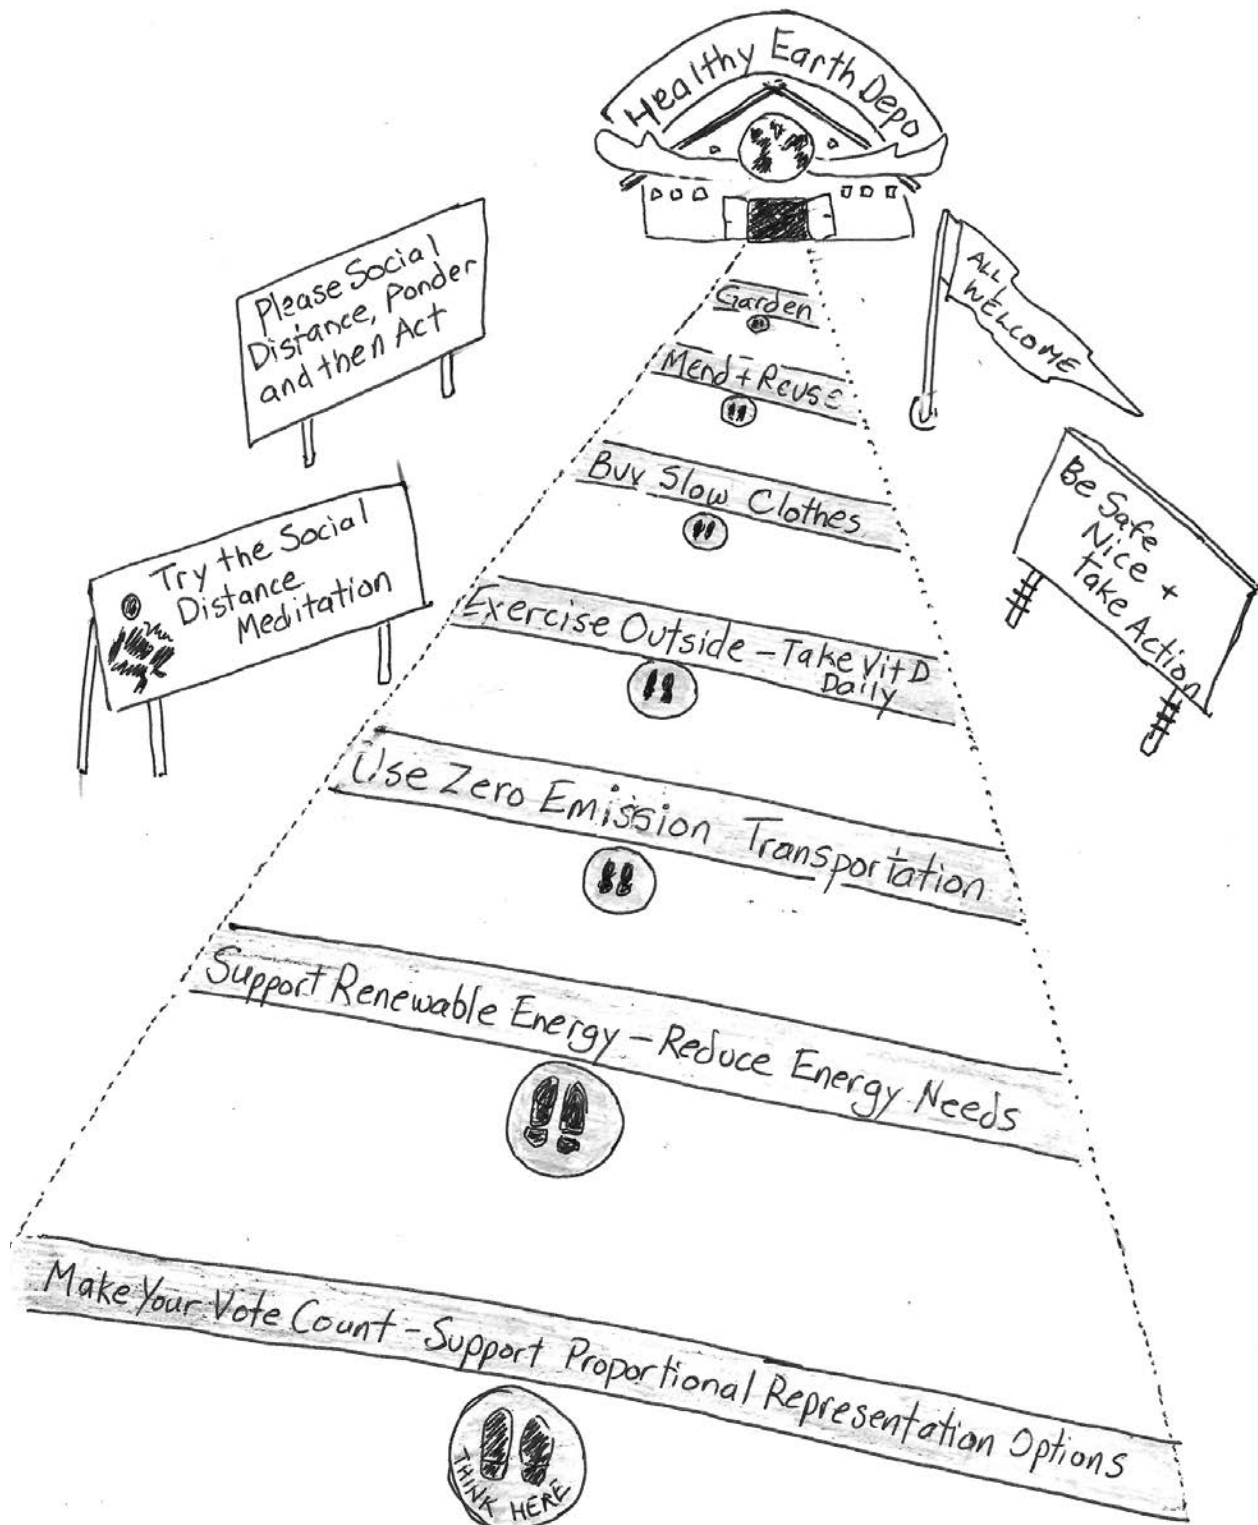 Healthy Earth Depo
Please Social
Distance, Ponder
and then Act
ALL
WELCOME
Garden
Mend + Reuse
Buy Slow Clothes
Try the Social
Distance
Meditation
Be Safe
Nice +
take Action
Exercise Outside - Take Vit D
Daily
Use Zero Emission Transportation
Support Renewable Energy - Reduce Energy Needs
Make Your Vote Count - Support Proportional Representation Options
THINK HERE